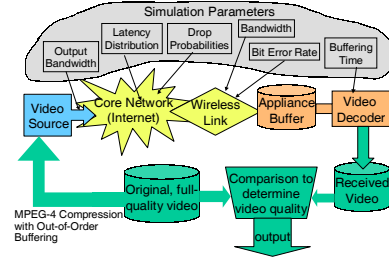 Simulation Parameters
Output
Bandwidth
Latency
Distribution
Drop
Probabilities
Bandwidth
Bit Error Rate
Buffering
Time
Video
Source
Core Network
(Internet)
Wireless
Link
Appliance
Buffer
Video
Decoder
MPEG-4 Compression
with Out-of-Order
Buffering
Original, full-
quality video
Comparison to
determine
video quality
Received
Video
output